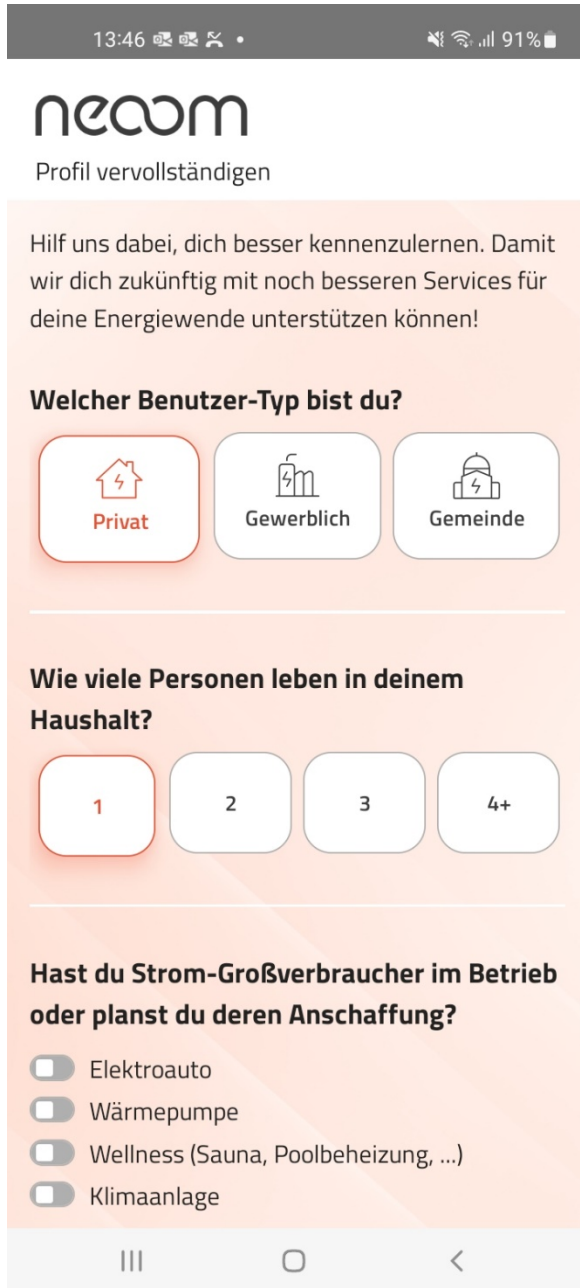 13:46
91%
neoom
Profil vervollständigen
Hilf uns dabei, dich besser kennenzulernen. Damit
wir dich zukünftig mit noch besseren Services für
deine Energiewende unterstützen können!
Welcher Benutzer-Typ bist du?
Privat
Gewerblich
Gemeinde
Wie viele Personen leben in deinem
Haushalt?
1
2
3
4+
Hast du Strom-Großverbraucher im Betrieb
oder planst du deren Anschaffung?
Elektroauto
Wärmepumpe
Wellness (Sauna, Poolbeheizung, ...)
Klimaanlage